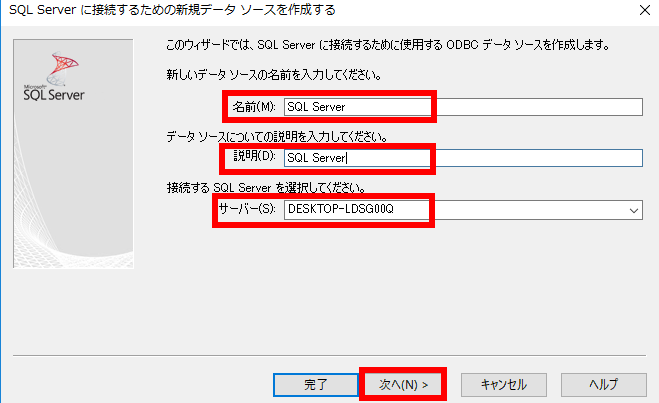 SQL Server に接続するための新規データ ソースを作成する
このウィザードでは、SQL Server に接続するために使用する ODBC データ ソースを作成します。
Microsoft
SQL Server
新しいデータ ソースの名前を入力してください。
名前(M): SQL Server
データ ソースについての説明を入力してください。
説明(D): SQL Server
接続する SQL Server を選択してください。
サーバー(S): DESKTOP-LDSG00Q
完了 次へ(N) > キャンセル ヘルプ